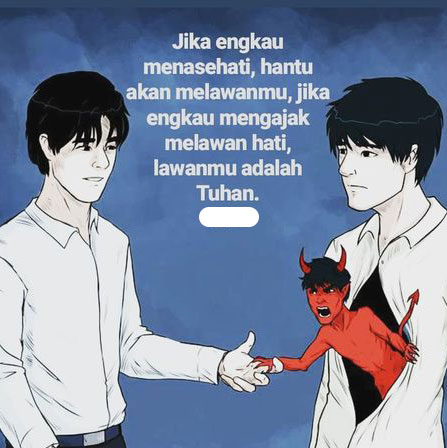 Jika engkau
menasehati, hantu
akan melawanmu, jika
engkau mengajak
melawan hati,
lawanmu adalah
Tuhan.